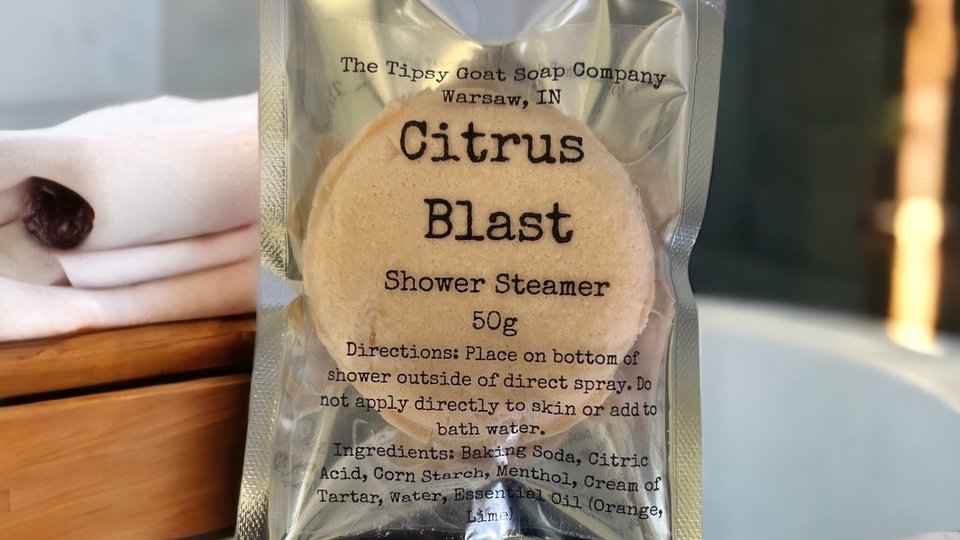 The Tipsy Goat Soap Company
Warsaw, IN
Citrus
Blast
Shower Steamer
50g
Directions: Place on bottom of
shower outside of direct spray. Do
not apply directly to skin or add to
bath water.
Ingredients: Baking Soda, Citric
Acid, Corn Starch, Menthol, Cream of
Tartar, Water, Essential Oil (Orange,
Lime)